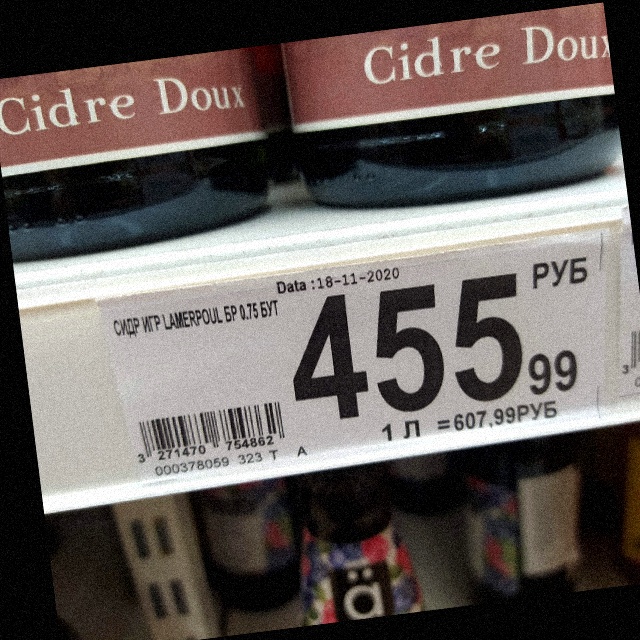 Cidre Doux
Cidre Doux
Data :18-11-2020
РУБ
СИДР ИГР LAMERPOUL БР 0.75 БУТ
455 99
1 Л =607,99РУБ
3 271470 754862
000378059 323 T A
ä